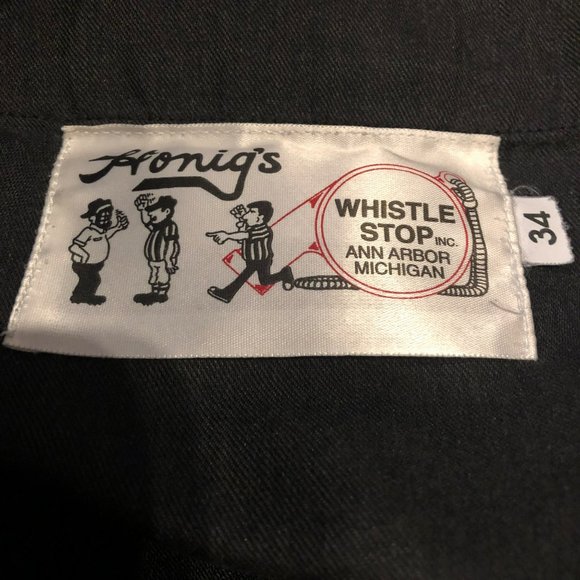 Honig's
WHISTLE
STOP INC.
ANN ARBOR
MICHIGAN
34